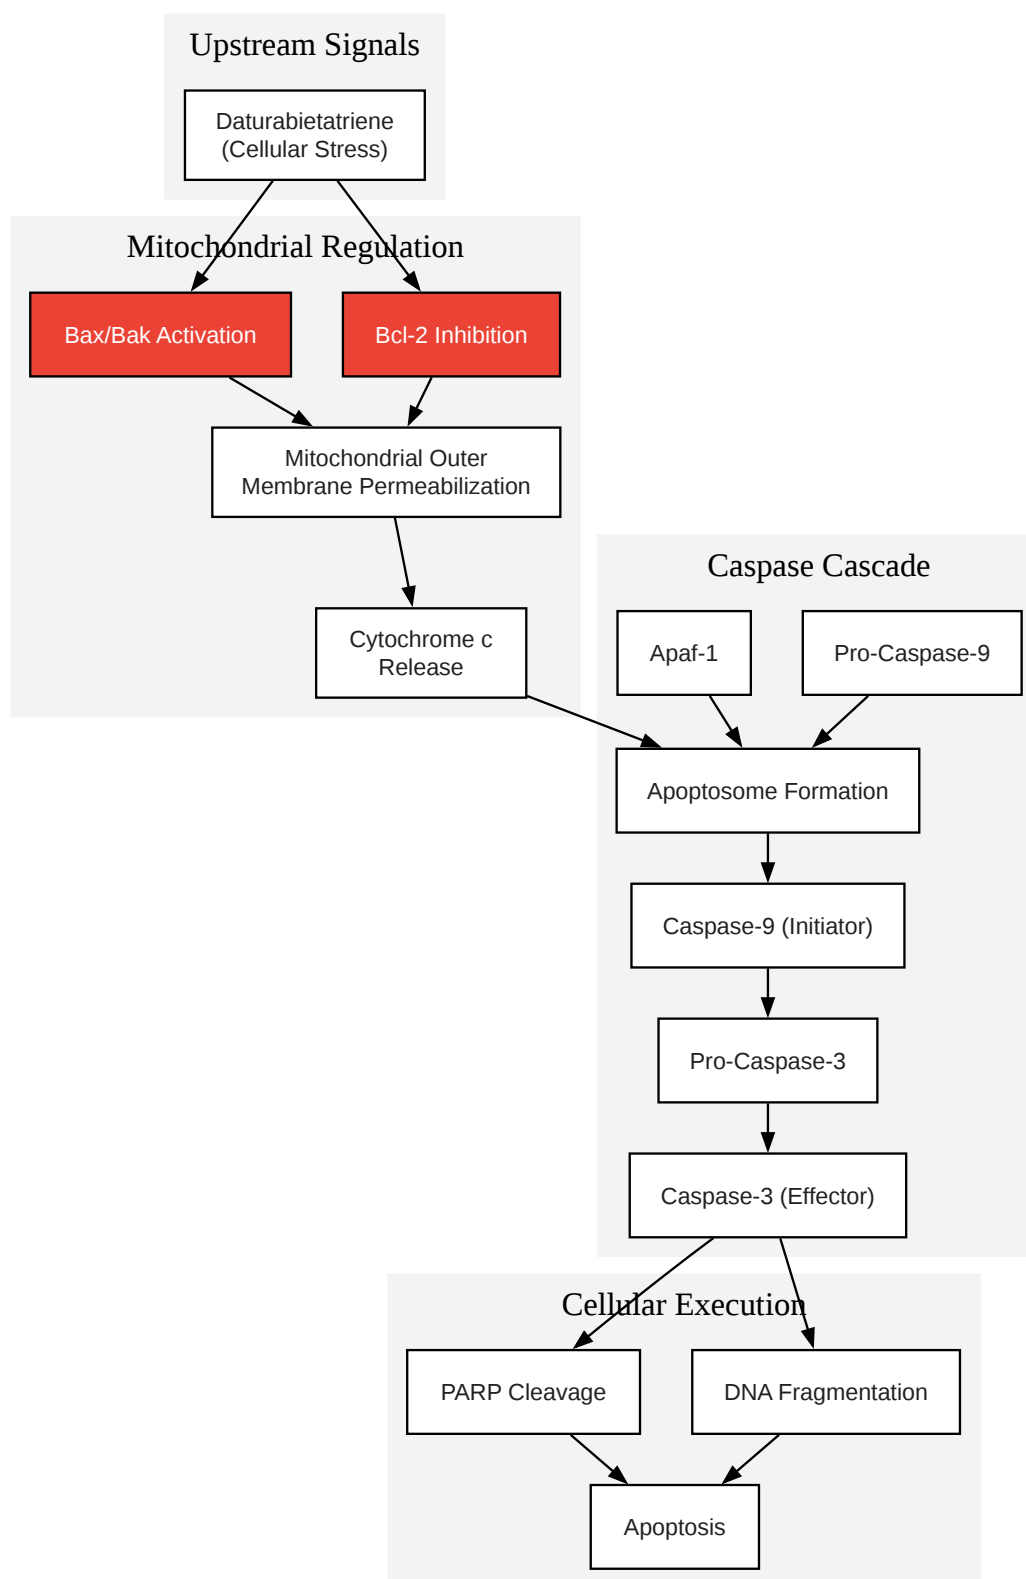 Upstream Signals
Daturabietatriene
(Cellular Stress)
Mitochondrial Regulation
Bax/Bak Activation
Bcl-2 Inhibition
Mitochondrial Outer
Membrane Permeabilization
Cytochrome c
Release
Caspase Cascade
Apaf-1
Pro-Caspase-9
Apoptosome Formation
Caspase-9 (Initiator)
Pro-Caspase-3
Caspase-3 (Effector)
Cellular Execution
PARP Cleavage
DNA Fragmentation
Apoptosis